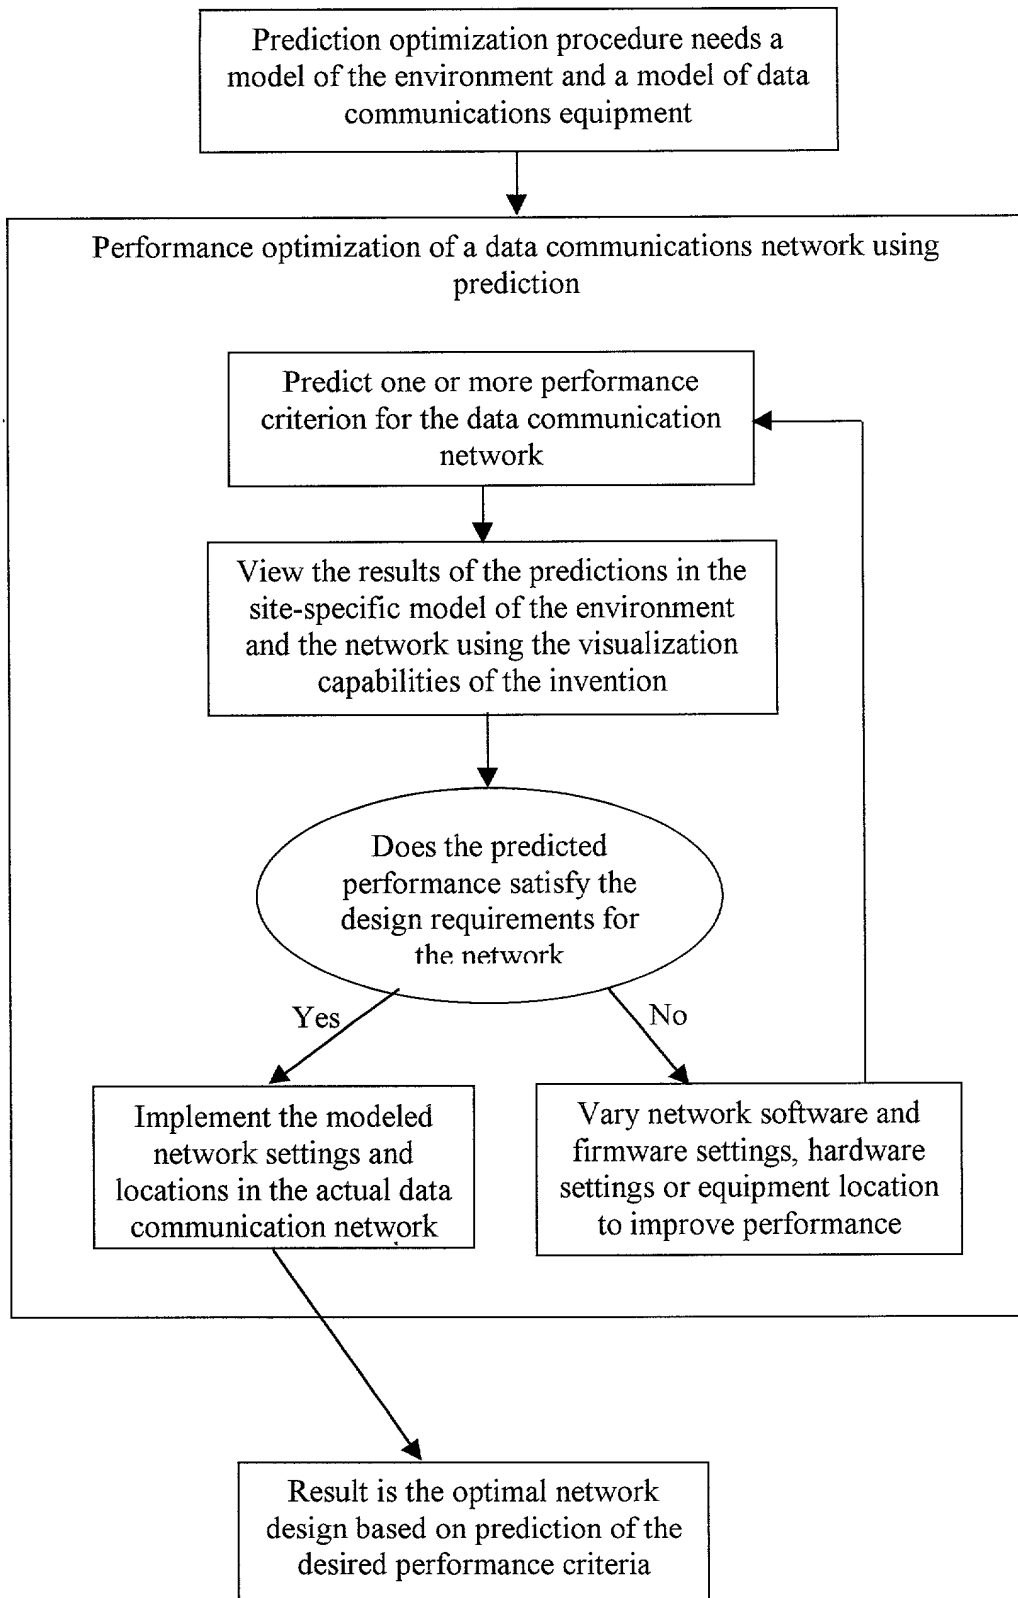 Prediction optimization procedure needs a
model of the environment and a model of data
communications equipment
Performance optimization of a data communications network using
prediction
Predict one or more performance
criterion for the data communication
network
View the results of the predictions in the
site-specific model of the environment
and the network using the visualization
capabilities of the invention
Does the predicted
performance satisfy the
design requirements for
the network
Yes
No
Implement the modeled
network settings and
locations in the actual data
communication network
Vary network software and
firmware settings, hardware
settings or equipment location
to improve performance
Result is the optimal network
design based on prediction of the
desired performance criteria